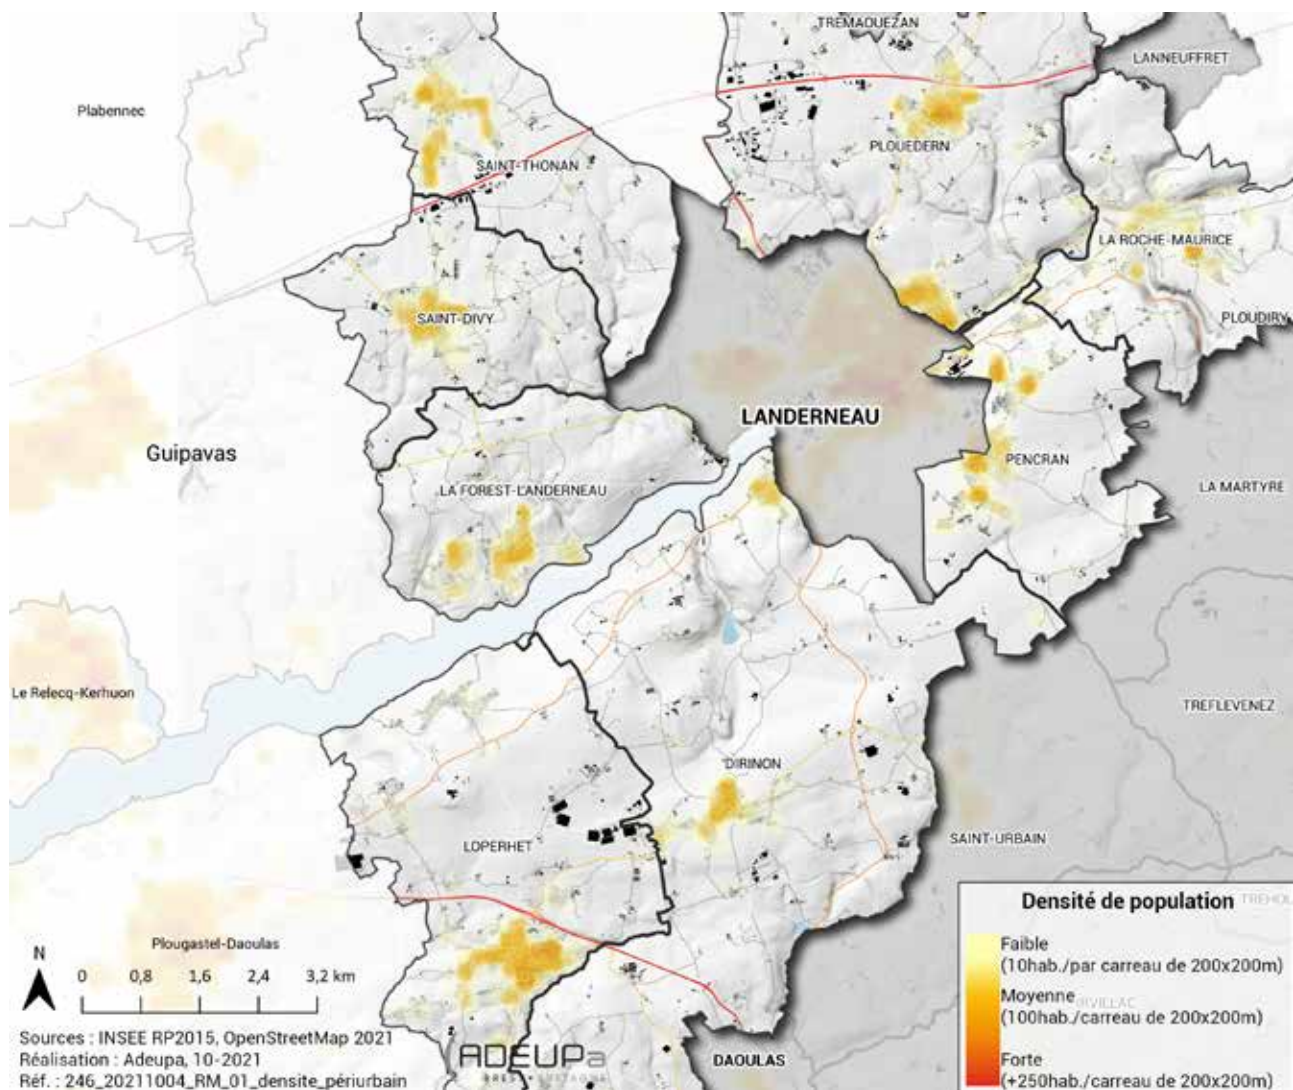 TREMAOUEZAN
LANNEUFFRET
Plabennec
PLOUEDERN
SAINT-THONAN
LA ROCHE-MAURICE
SAINT-DIVY
PLOUDIRY
LANDERNEAU
Guipavas
PENCRAN
LA FOREST-LANDERNEAU
LA MARTYRE
Le Relecq-Kerhuon
TREFLEVENEZ
DIRINON
LOPERHET
SAINT-URBAIN
Densité de population
Faible
(10hab./par carreau de 200x200m)
Moyenne
(100hab./carreau de 200x200m)
Forte
(+250hab./carreau de 200x200m)
Plougastel-Daoulas
N
0 0,8 1,6 2,4 3,2 km
Sources : INSEE RP2015, OpenStreetMap 2021
Réalisation : Adeupa, 10-2021
Réf. : 246_20211004_RM_01_densite_périurbain
ADEUPa
BREST-BRETAGNE
DAOULAS